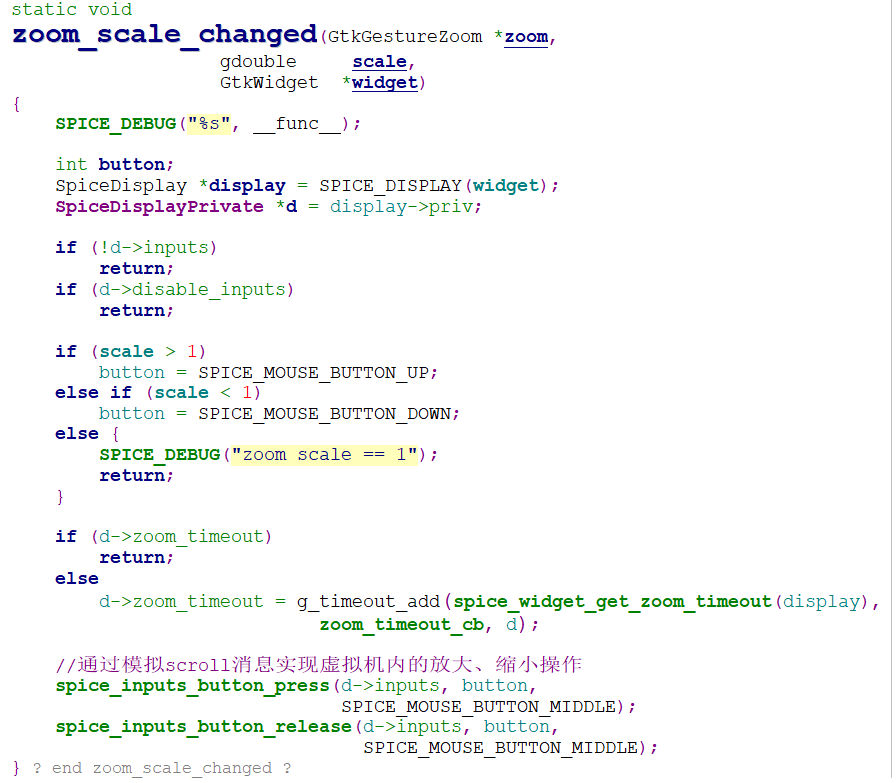 static void
zoom_scale_changed(GtkGestureZoom *zoom,
                   gdouble     scale,
                   GtkWidget  *widget)
{
    SPICE_DEBUG("%s", __func__);

    int button;
    SpiceDisplay *display = SPICE_DISPLAY(widget);
    SpiceDisplayPrivate *d = display->priv;

    if (!d->inputs)
        return;
    if (d->disable_inputs)
        return;

    if (scale > 1)
        button = SPICE_MOUSE_BUTTON_UP;
    else if (scale < 1)
        button = SPICE_MOUSE_BUTTON_DOWN;
    else {
        SPICE_DEBUG("zoom scale == 1");
        return;
    }

    if (d->zoom_timeout)
        return;
    else
        d->zoom_timeout = g_timeout_add(spice_widget_get_zoom_timeout(display),
                            zoom_timeout_cb, d);

    //通过模拟scroll消息实现虚拟机内的放大、缩小操作
    spice_inputs_button_press(d->inputs, button,
                              SPICE_MOUSE_BUTTON_MIDDLE);
    spice_inputs_button_release(d->inputs, button,
                                SPICE_MOUSE_BUTTON_MIDDLE);
} ? end zoom_scale_changed ?